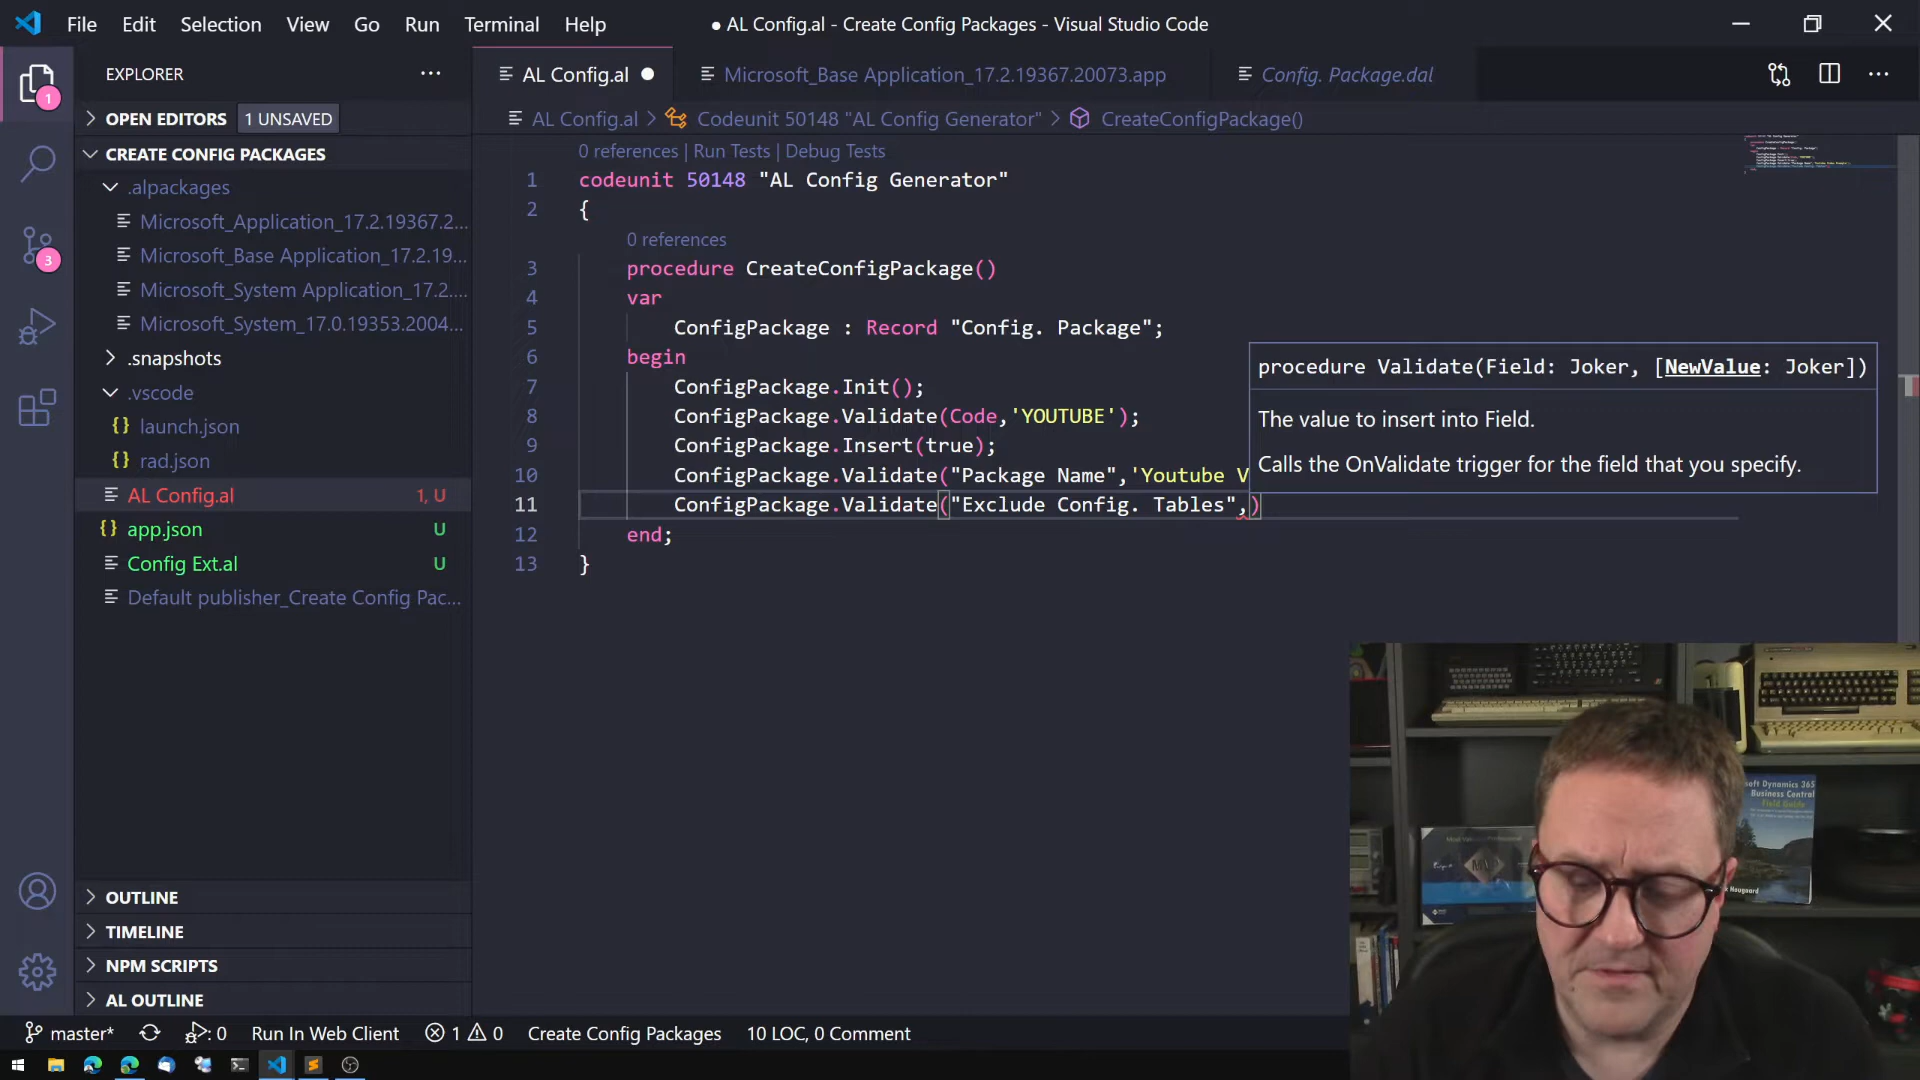 File Edit Selection View Go Run Terminal Help
● AL Config.al - Create Config Packages - Visual Studio Code
EXPLORER
OPEN EDITORS 1 UNSAVED
CREATE CONFIG PACKAGES
.alpackages
Microsoft_Application_17.2.19367.2...
Microsoft_Base Application_17.2.19...
Microsoft_System Application_17.2....
Microsoft_System_17.0.19353.2004...
.snapshots
.vscode
{} launch.json
{} rad.json
AL Config.al 1, U
{} app.json U
Config Ext.al U
Default publisher_Create Config Pac...
OUTLINE
TIMELINE
NPM SCRIPTS
AL OUTLINE
1
3
AL Config.al ●
Microsoft_Base Application_17.2.19367.20073.app
Config. Package.dal
AL Config.al > Codeunit 50148 "AL Config Generator" > CreateConfigPackage()
0 references | Run Tests | Debug Tests
1 codeunit 50148 "AL Config Generator"
2 {
0 references
3 procedure CreateConfigPackage()
4 var
5 ConfigPackage : Record "Config. Package";
6 begin
7 ConfigPackage.Init();
8 ConfigPackage.Validate(Code,'YOUTUBE');
9 ConfigPackage.Insert(true);
10 ConfigPackage.Validate("Package Name",'Youtube V
11 ConfigPackage.Validate("Exclude Config. Tables",)
12 end;
13 }
procedure Validate(Field: Joker, [NewValue: Joker])
The value to insert into Field.
Calls the OnValidate trigger for the field that you specify.
Dynamics 365
Business Central
Field Guide
master* 0 Run In Web Client 1 0 Create Config Packages 10 LOC, 0 Comment